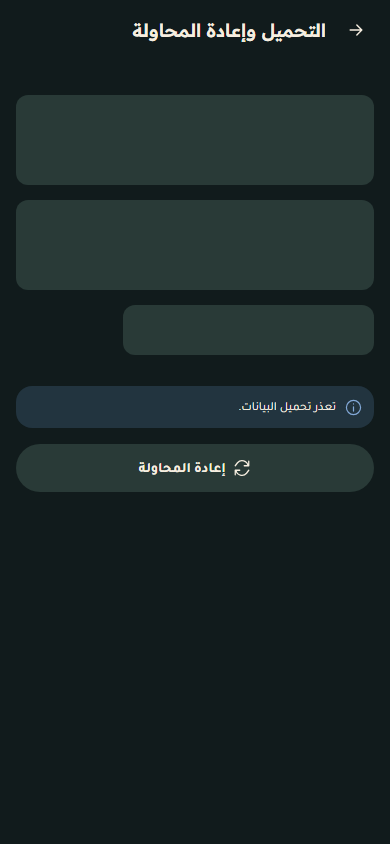 التحميل وإعادة المحاولة
تعذر تحميل البيانات.
إعادة المحاولة